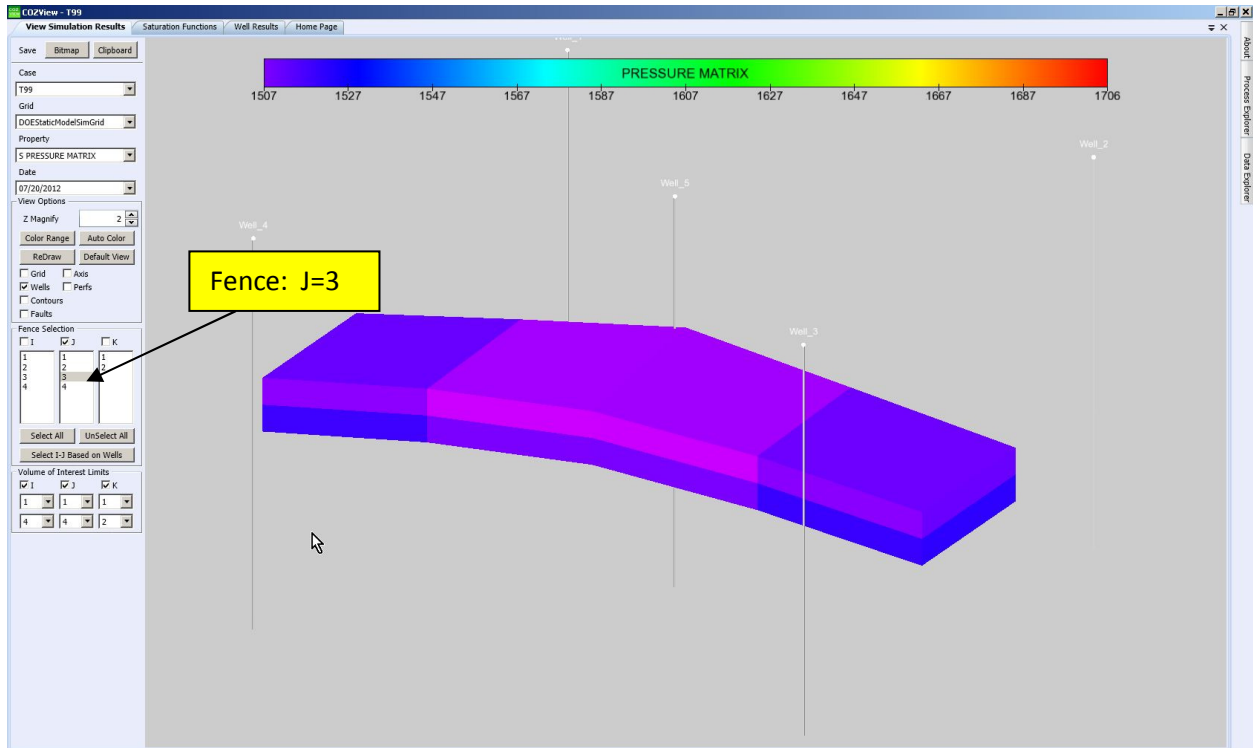 CO2View - T99
View Simulation Results Saturation Functions Well Results Home Page
Save Bitmap Clipboard
Case
T99
Grid
DOEStaticModelSimGrid
Property
S PRESSURE MATRIX
Date
07/20/2012
View Options
Z Magnify 2
Color Range Auto Color
ReDraw Default View
Grid Axis
Wells Perfs
Contours
Faults
Fence Selection
I J K
1 1 1
2 2 2
3 3
4 4
Select All UnSelect All
Select I-J Based on Wells
Volume of Interest Limits
I J K
1 1 1
4 4 2
PRESSURE MATRIX
1507 1527 1547 1567 1587 1607 1627 1647 1667 1687 1706
Well_2
Well_5
Well_4
Fence: J=3
Well_3
About
Process Explorer
Data Explorer